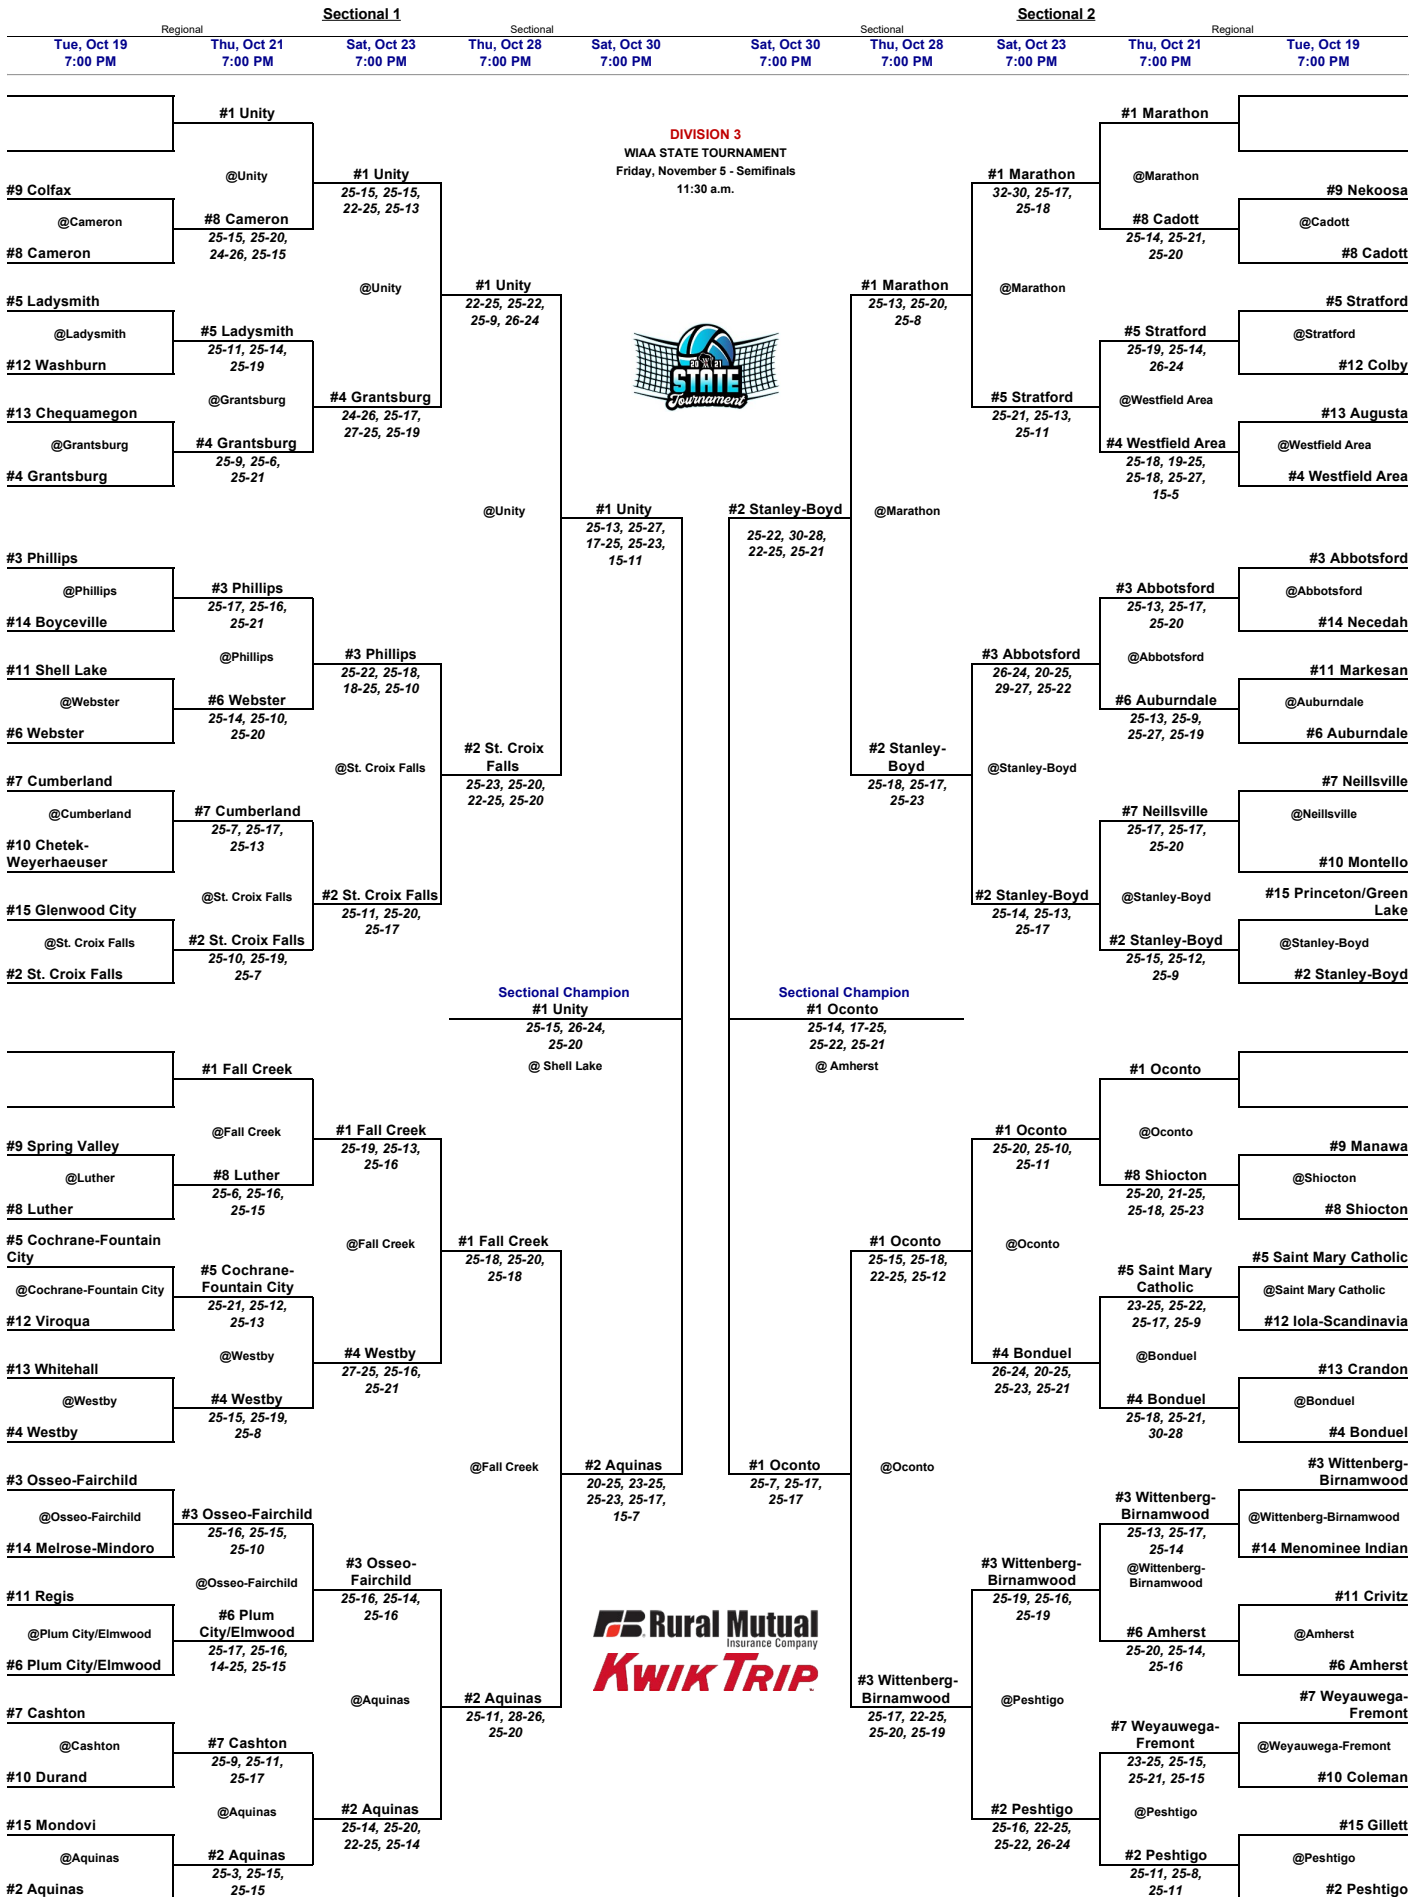 Sectional 1
Sectional 2
Regional
Sectional
Sectional
Regional
Tue, Oct 19
7:00 PM
Thu, Oct 21
7:00 PM
Sat, Oct 23
7:00 PM
Thu, Oct 28
7:00 PM
Sat, Oct 30
7:00 PM
Sat, Oct 30
7:00 PM
Thu, Oct 28
7:00 PM
Sat, Oct 23
7:00 PM
Thu, Oct 21
7:00 PM
Tue, Oct 19
7:00 PM
DIVISION 3
WIAA STATE TOURNAMENT
Friday, November 5 - Semifinals
11:30 a.m.
20 21
STATE
Tournament
#9 Colfax
@Cameron
#8 Cameron
#5 Ladysmith
@Ladysmith
#12 Washburn
#13 Chequamegon
@Grantsburg
#4 Grantsburg
#3 Phillips
@Phillips
#14 Boyceville
#11 Shell Lake
@Webster
#6 Webster
#7 Cumberland
@Cumberland
#10 Chetek-
Weyerhaeuser
#15 Glenwood City
@St. Croix Falls
#2 St. Croix Falls
#1 Unity
@Unity
#8 Cameron
25-15, 25-20,
24-26, 25-15
#5 Ladysmith
25-11, 25-14,
25-19
@Grantsburg
#4 Grantsburg
25-9, 25-6,
25-21
#3 Phillips
25-17, 25-16,
25-21
@Phillips
#6 Webster
25-14, 25-10,
25-20
#7 Cumberland
25-7, 25-17,
25-13
@St. Croix Falls
#2 St. Croix Falls
25-10, 25-19,
25-7
#1 Unity
25-15, 25-15,
22-25, 25-13
@Unity
#4 Grantsburg
24-26, 25-17,
27-25, 25-19
#3 Phillips
25-22, 25-18,
18-25, 25-10
@St. Croix Falls
#2 St. Croix Falls
25-11, 25-20,
25-17
#1 Unity
22-25, 25-22,
25-9, 26-24
@Unity
#2 St. Croix
Falls
25-23, 25-20,
22-25, 25-20
#1 Unity
25-13, 25-27,
17-25, 25-23,
15-11
#2 Stanley-Boyd
25-22, 30-28,
22-25, 25-21
#1 Marathon
25-13, 25-20,
25-8
@Marathon
#2 Stanley-
Boyd
25-18, 25-17,
25-23
#1 Marathon
32-30, 25-17,
25-18
@Marathon
#5 Stratford
25-21, 25-13,
25-11
#3 Abbotsford
26-24, 20-25,
29-27, 25-22
@Stanley-Boyd
#2 Stanley-Boyd
25-14, 25-13,
25-17
#1 Marathon
@Marathon
#8 Cadott
25-14, 25-21,
25-20
#5 Stratford
25-19, 25-14,
26-24
@Westfield Area
#4 Westfield Area
25-18, 19-25,
25-18, 25-27,
15-5
#3 Abbotsford
25-13, 25-17,
25-20
@Abbotsford
#6 Auburndale
25-13, 25-9,
25-27, 25-19
#7 Neillsville
25-17, 25-17,
25-20
@Stanley-Boyd
#2 Stanley-Boyd
25-15, 25-12,
25-9
#9 Nekoosa
@Cadott
#8 Cadott
#5 Stratford
@Stratford
#12 Colby
#13 Augusta
@Westfield Area
#4 Westfield Area
#3 Abbotsford
@Abbotsford
#14 Necedah
#11 Markesan
@Auburndale
#6 Auburndale
#7 Neillsville
@Neillsville
#10 Montello
#15 Princeton/Green
Lake
@Stanley-Boyd
#2 Stanley-Boyd
Sectional Champion
#1 Unity
25-15, 26-24,
25-20
@ Shell Lake
Sectional Champion
#1 Oconto
25-14, 17-25,
25-22, 25-21
@ Amherst
#9 Spring Valley
@Luther
#8 Luther
#5 Cochrane-Fountain
City
@Cochrane-Fountain City
#12 Viroqua
#13 Whitehall
@Westby
#4 Westby
#3 Osseo-Fairchild
@Osseo-Fairchild
#14 Melrose-Mindoro
#11 Regis
@Plum City/Elmwood
#6 Plum City/Elmwood
#7 Cashton
@Cashton
#10 Durand
#15 Mondovi
@Aquinas
#2 Aquinas
#1 Fall Creek
@Fall Creek
#8 Luther
25-6, 25-16,
25-15
#5 Cochrane-
Fountain City
25-21, 25-12,
25-13
@Westby
#4 Westby
25-15, 25-19,
25-8
#3 Osseo-Fairchild
25-16, 25-15,
25-10
@Osseo-Fairchild
#6 Plum
City/Elmwood
25-17, 25-16,
14-25, 25-15
#7 Cashton
25-9, 25-11,
25-17
@Aquinas
#2 Aquinas
25-3, 25-15,
25-15
#1 Fall Creek
25-19, 25-13,
25-16
@Fall Creek
#4 Westby
27-25, 25-16,
25-21
#3 Osseo-
Fairchild
25-16, 25-14,
25-16
@Aquinas
#2 Aquinas
25-14, 25-20,
22-25, 25-14
#1 Fall Creek
25-18, 25-20,
25-18
@Fall Creek
#2 Aquinas
25-11, 28-26,
25-20
#2 Aquinas
20-25, 23-25,
25-23, 25-17,
15-7
Rural Mutual
Insurance Company
KWIK TRIP
#1 Oconto
25-7, 25-17,
25-17
#1 Oconto
25-15, 25-18,
22-25, 25-12
@Oconto
#3 Wittenberg-
Birnamwood
25-17, 22-25,
25-20, 25-19
#1 Oconto
25-20, 25-10,
25-11
@Oconto
#4 Bonduel
26-24, 20-25,
25-23, 25-21
#3 Wittenberg-
Birnamwood
25-19, 25-16,
25-19
@Peshtigo
#2 Peshtigo
25-16, 22-25,
25-22, 26-24
#1 Oconto
@Oconto
#8 Shiocton
25-20, 21-25,
25-18, 25-23
#5 Saint Mary
Catholic
23-25, 25-22,
25-17, 25-9
@Bonduel
#4 Bonduel
25-18, 25-21,
30-28
#3 Wittenberg-
Birnamwood
25-13, 25-17,
25-14
@Wittenberg-
Birnamwood
#6 Amherst
25-20, 25-14,
25-16
#7 Weyauwega-
Fremont
23-25, 25-15,
25-21, 25-15
@Peshtigo
#2 Peshtigo
25-11, 25-8,
25-11
#9 Manawa
@Shiocton
#8 Shiocton
#5 Saint Mary Catholic
@Saint Mary Catholic
#12 Iola-Scandinavia
#13 Crandon
@Bonduel
#4 Bonduel
#3 Wittenberg-
Birnamwood
@Wittenberg-Birnamwood
#14 Menominee Indian
#11 Crivitz
@Amherst
#6 Amherst
#7 Weyauwega-
Fremont
@Weyauwega-Fremont
#10 Coleman
#15 Gillett
@Peshtigo
#2 Peshtigo